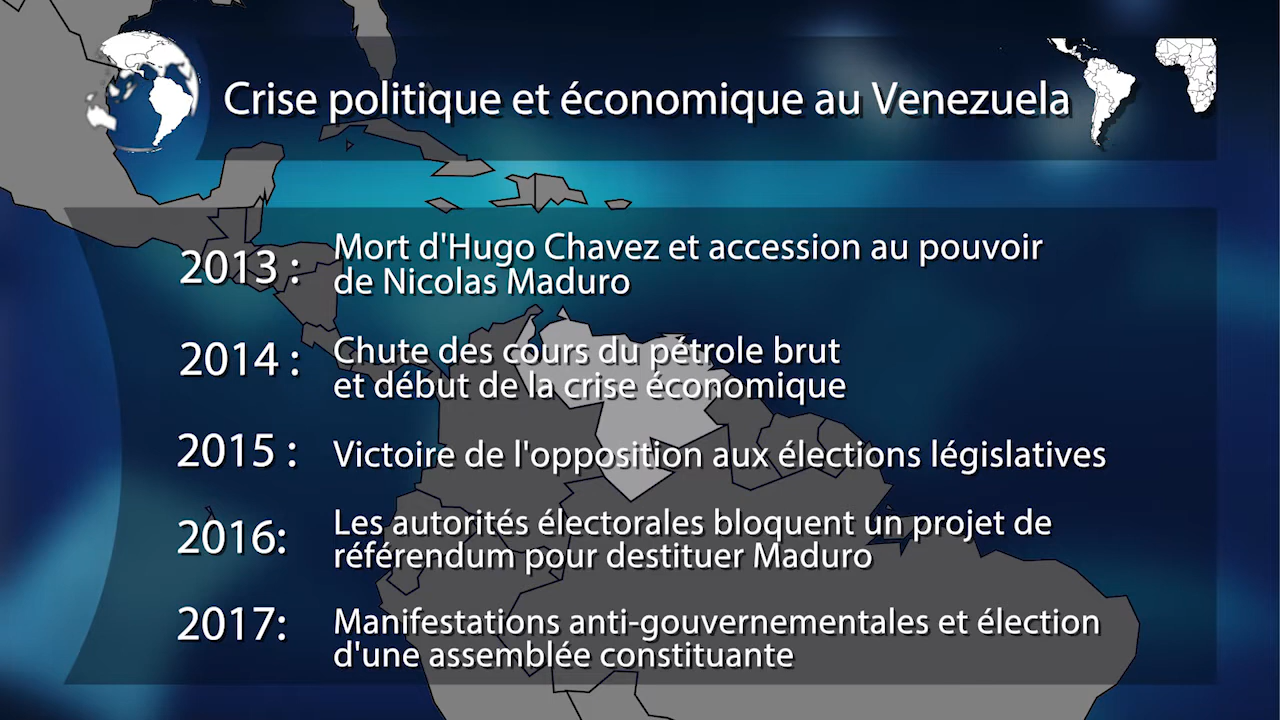 Crise politique et économique au Venezuela
2013 : Mort d'Hugo Chavez et accession au pouvoir
de Nicolas Maduro
2014 : Chute des cours du pétrole brut
et début de la crise économique
2015 : Victoire de l'opposition aux élections législatives
2016: Les autorités électorales bloquent un projet de
référendum pour destituer Maduro
2017: Manifestations anti-gouvernementales et élection
d'une assemblée constituante